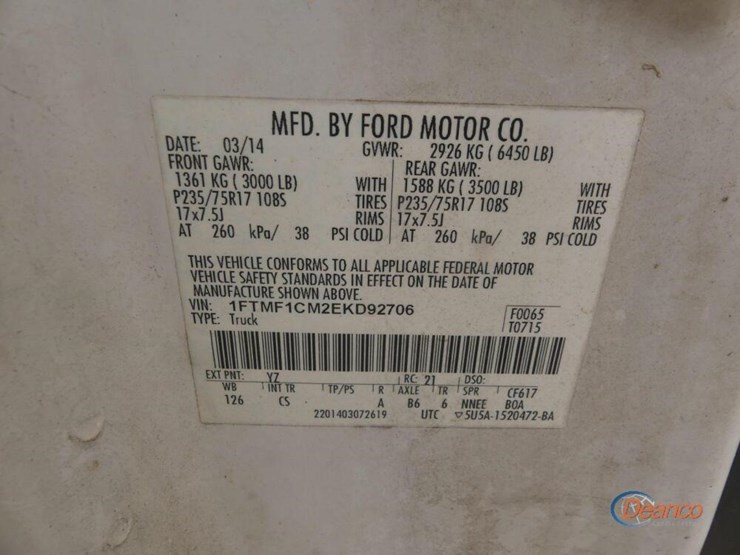 MFD. BY FORD MOTOR CO.
DATE: 03/14 GVWR: 2926 KG ( 6450 LB)
FRONT GAWR: REAR GAWR:
1361 KG ( 3000 LB) WITH 1588 KG ( 3500 LB) WITH
P235/75R17 108S TIRES P235/75R17 108S TIRES
17x7.5J RIMS 17x7.5J RIMS
AT 260 kPa/ 38 PSI COLD AT 260 kPa/ 38 PSI COLD
THIS VEHICLE CONFORMS TO ALL APPLICABLE FEDERAL MOTOR
VEHICLE SAFETY STANDARDS IN EFFECT ON THE DATE OF
MANUFACTURE SHOWN ABOVE.
VIN: 1FTMF1CM2EKD92706 F0065
TYPE: Truck T0715
EXT PNT: YZ RC: 21 DSO:
WB INT TR TP/PS R AXLE TR SPR CF617
126 CS A B6 6 NNEE BOA
2201403072619 UTC ▽5U5A-1520472-BA
Deanco